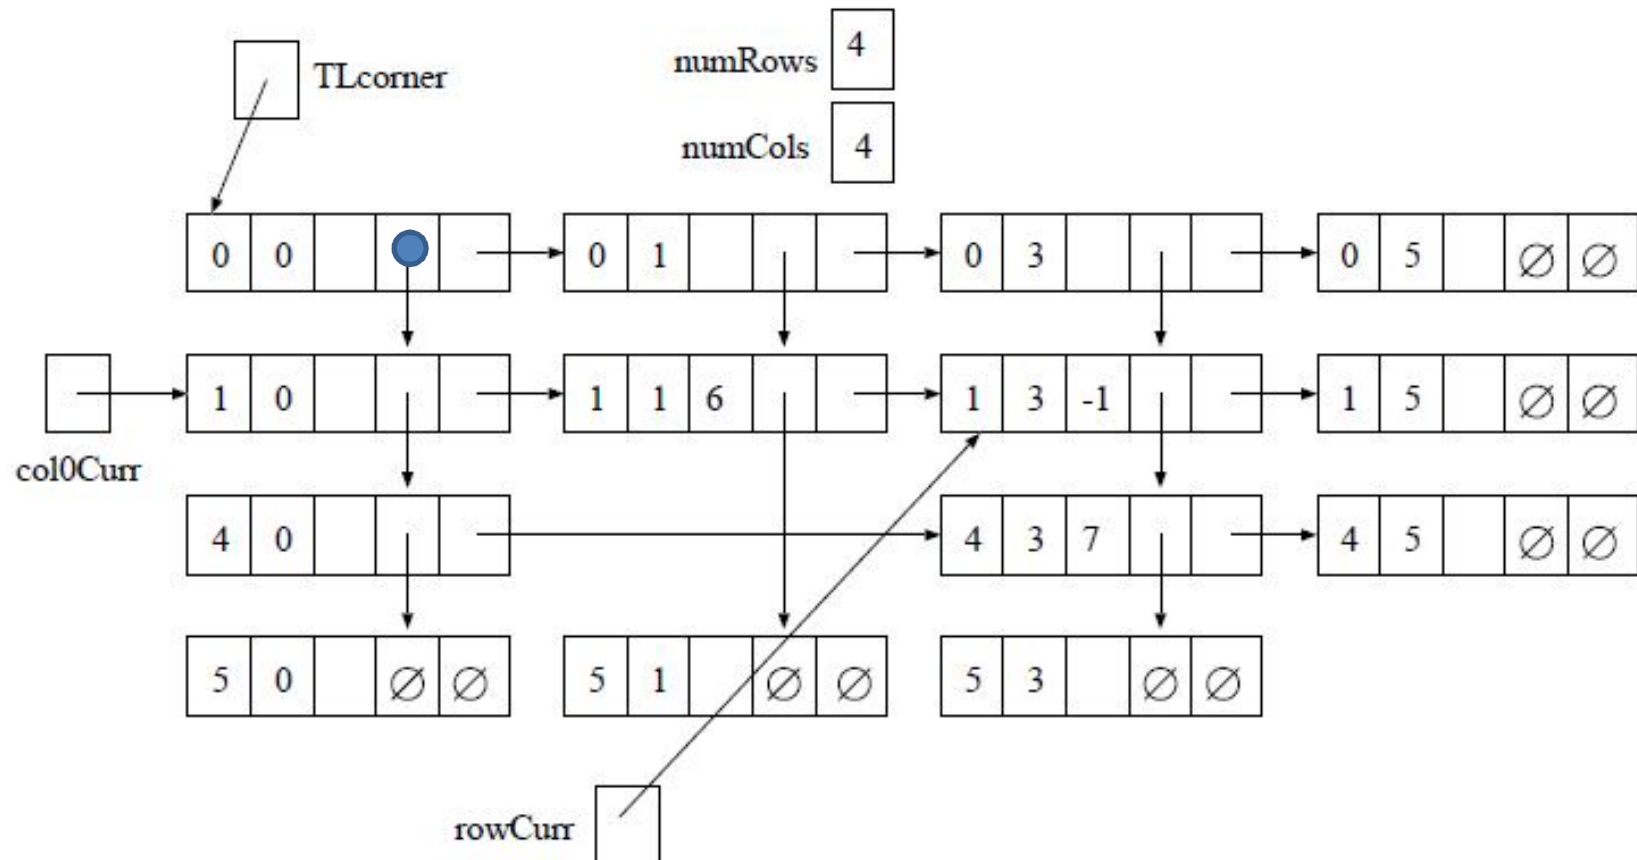 numRows 4
TLcorner
numCols 4
0 0
0 1
0 3
0 5 ∅ ∅
1 0
1 1 6
1 3 -1
1 5 ∅ ∅
col0Curr
4 0
4 3 7
4 5 ∅ ∅
5 0 ∅ ∅
5 1 ∅ ∅
5 3 ∅ ∅
rowCurr